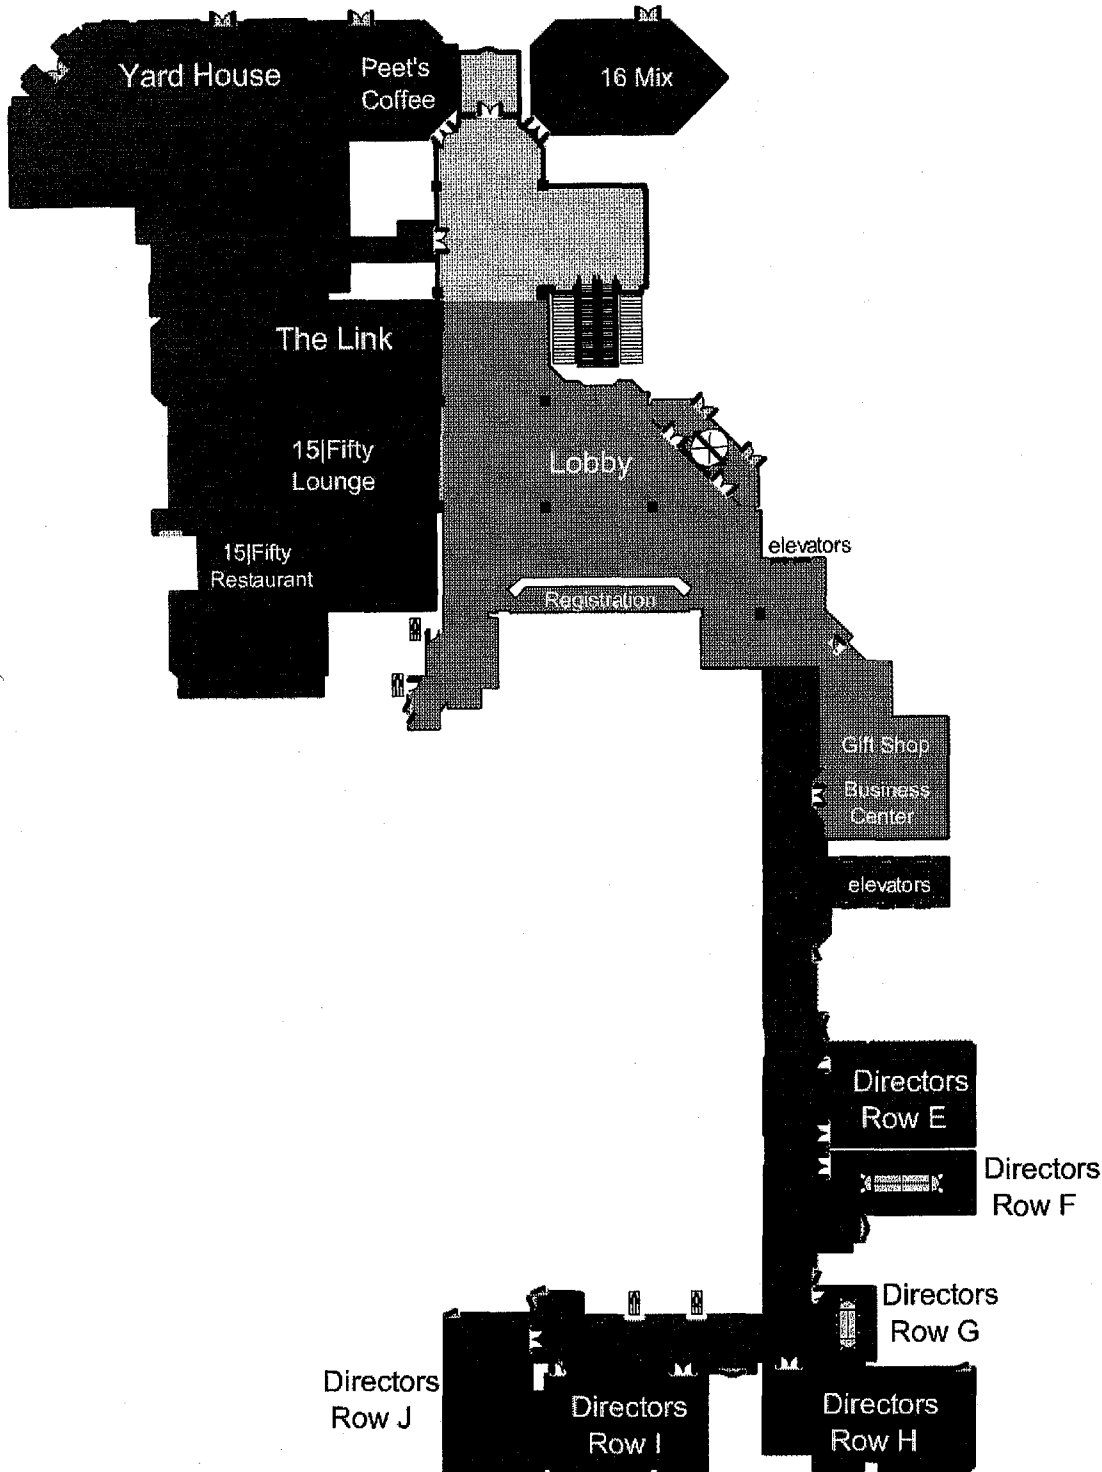 Yard House
Peet's
Coffee
16 Mix
The Link
15|Fifty
Lounge
Lobby
15|Fifty
Restaurant
elevators
Registration
Gift Shop
Business
Center
elevators
Directors
Row E
Directors
Row F
Directors
Row G
Directors
Row J
Directors
Row I
Directors
Row H